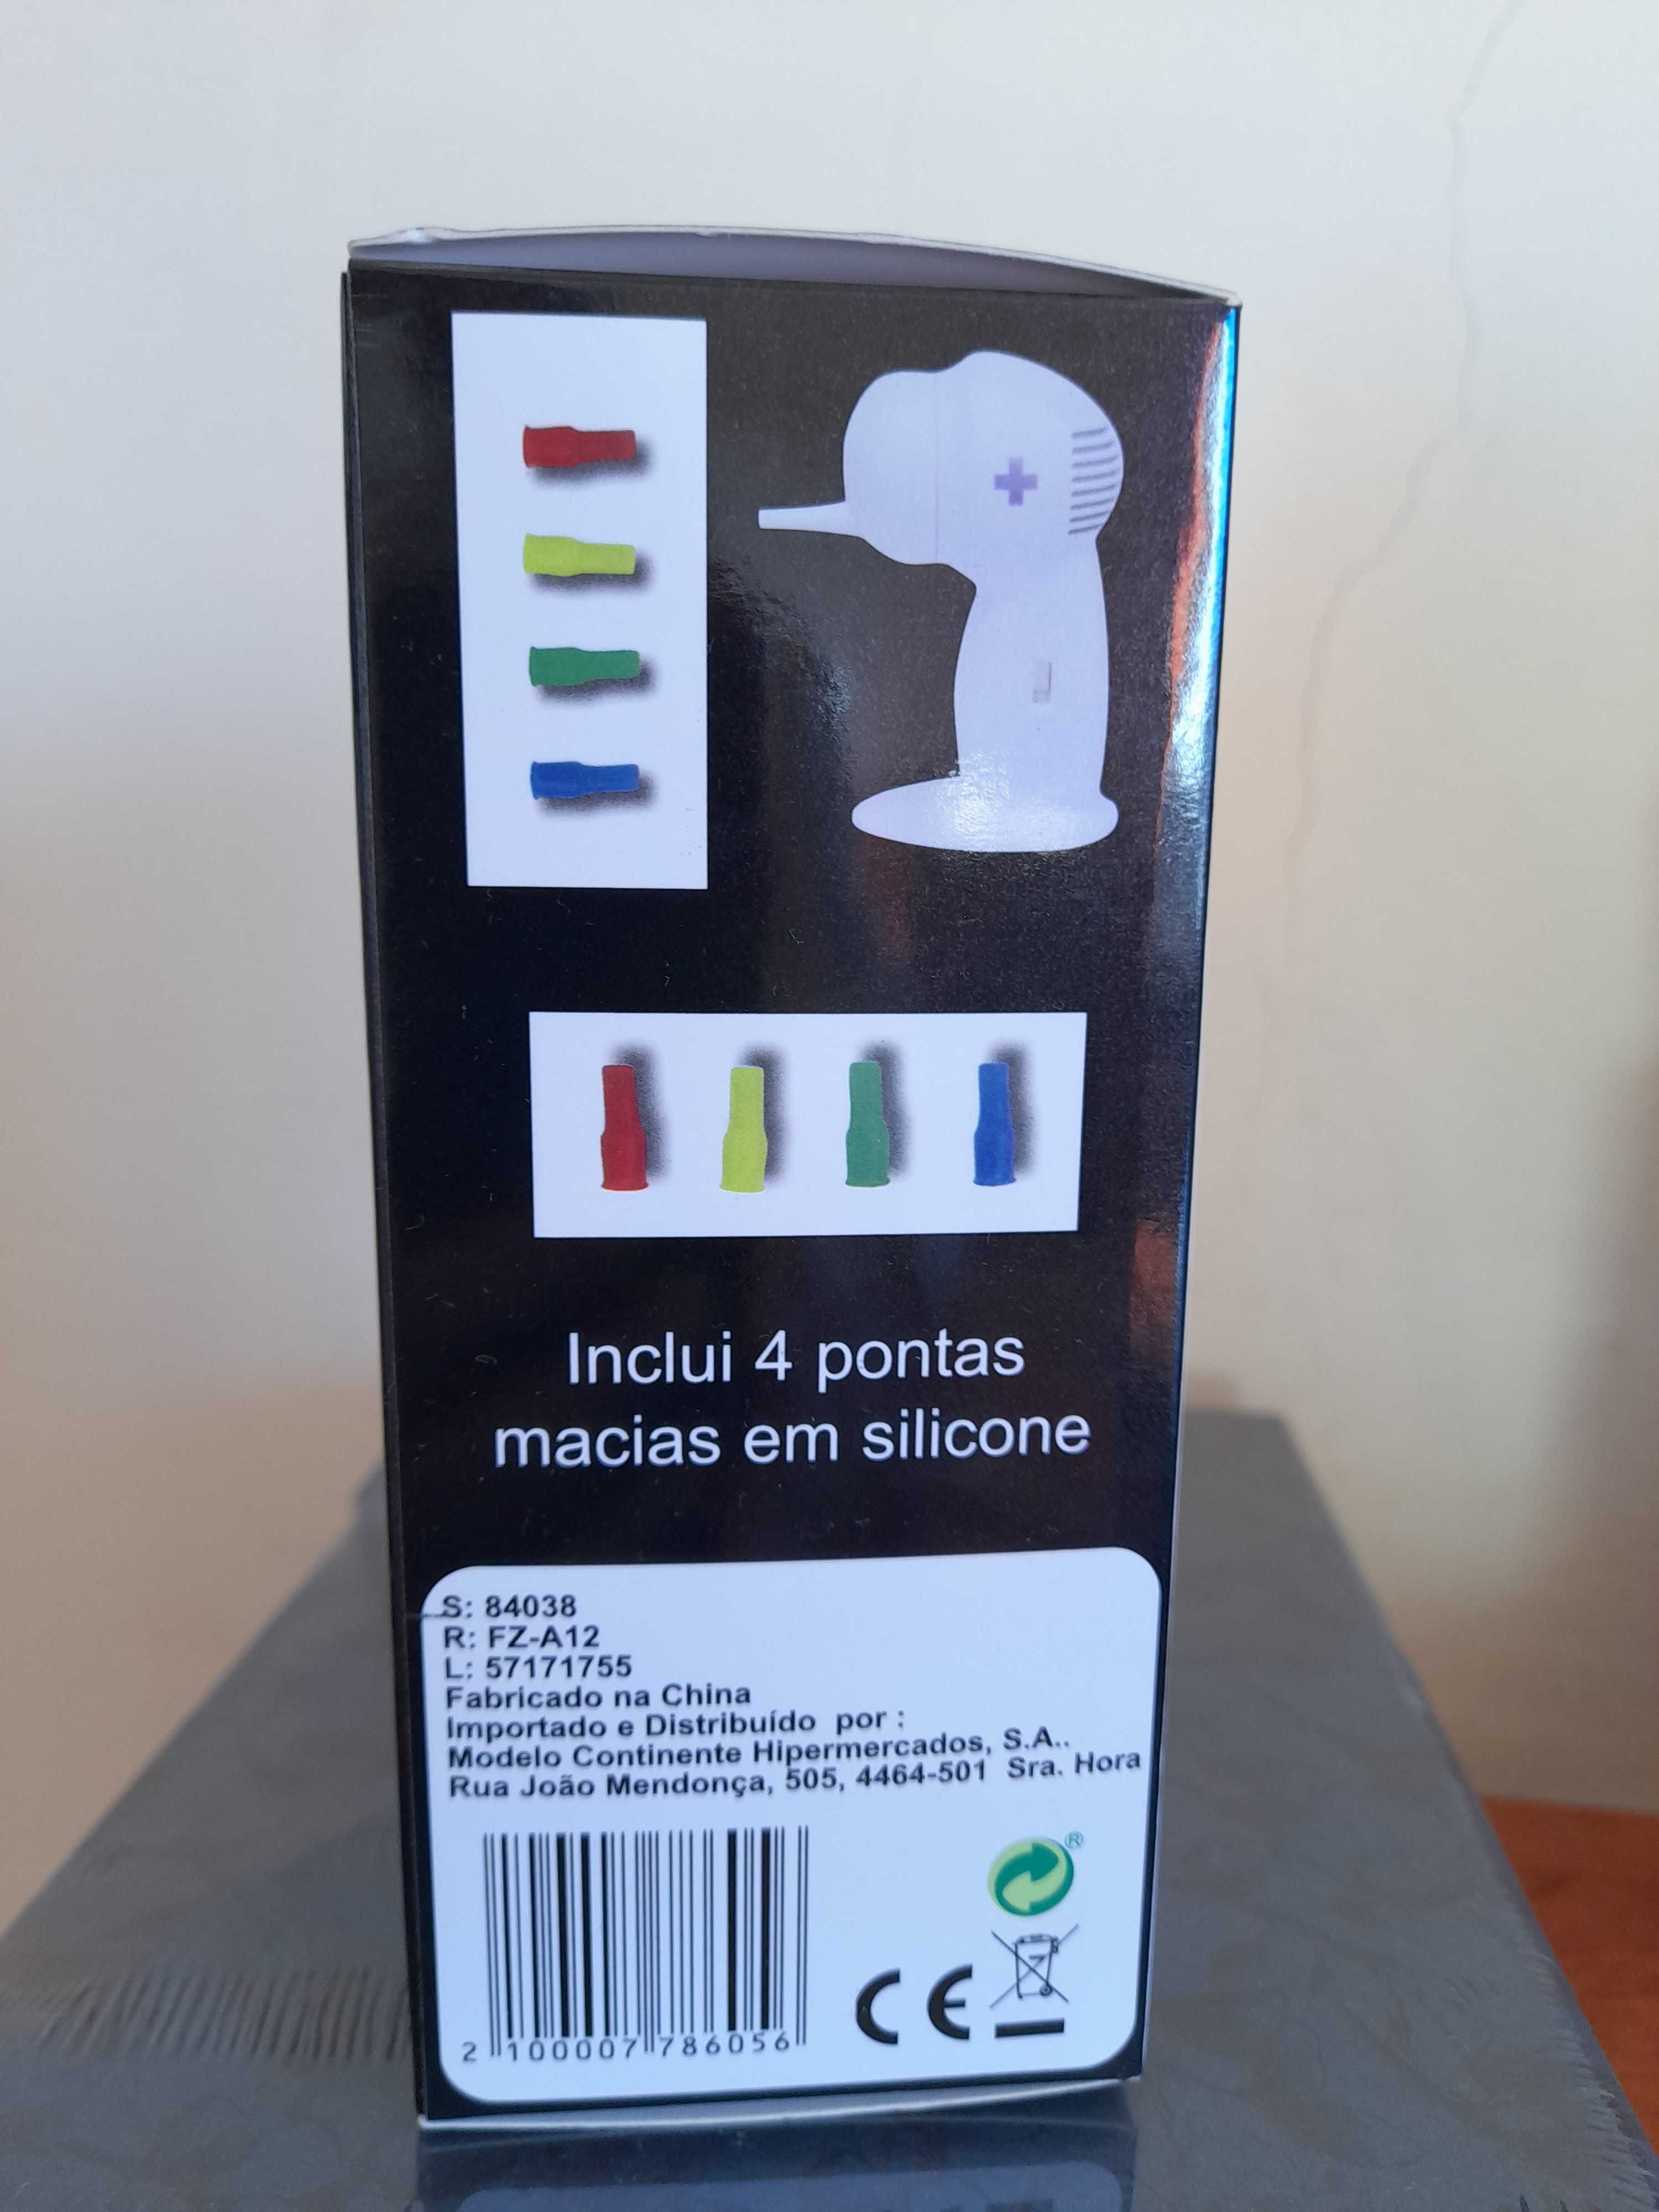 Inclui 4 pontas
macias em silicone
S: 84038
R: FZ-A12
L: 57171755
Fabricado na China
Importado e Distribuído por :
Modelo Continente Hipermercados, S.A..
Rua João Mendonça, 505, 4464-501 Sra. Hora
®
CE
2 100007 786056